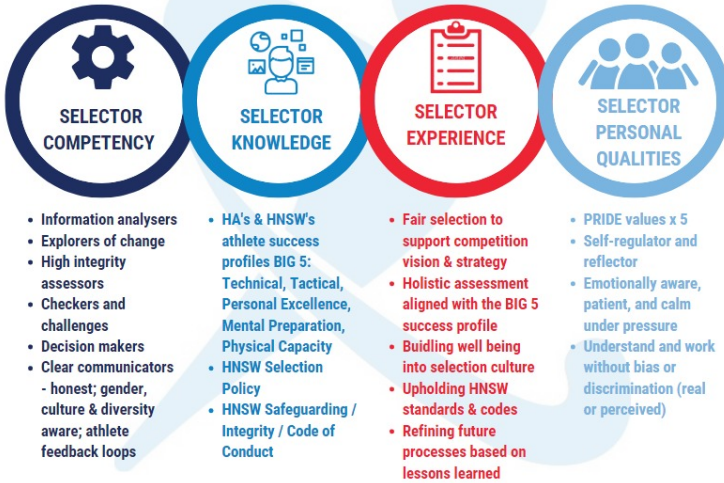 SELECTOR
COMPETENCY
SELECTOR
KNOWLEDGE
SELECTOR
EXPERIENCE
SELECTOR
PERSONAL
QUALITIES
• Information analysers
• Explorers of change
• High integrity
assessors
• Checkers and
challenges
• Decision makers
• Clear communicators
- honest; gender,
culture & diversity
aware; athlete
feedback loops
• HA's & HNSW's
athlete success
profiles BIG 5:
Technical, Tactical,
Personal Excellence,
Mental Preparation,
Physical Capacity
• HNSW Selection
Policy
• HNSW Safeguarding /
Integrity / Code of
Conduct
• Fair selection to
support competition
vision & strategy
• Holistic assessment
aligned with the BIG 5
success profile
• Buidling well being
into selection culture
• Upholding HNSW
standards & codes
• Refining future
processes based on
lessons learned
• PRIDE values x 5
• Self-regulator and
reflector
• Emotionally aware,
patient, and calm
under pressure
• Understand and work
without bias or
discrimination (real
or perceived)